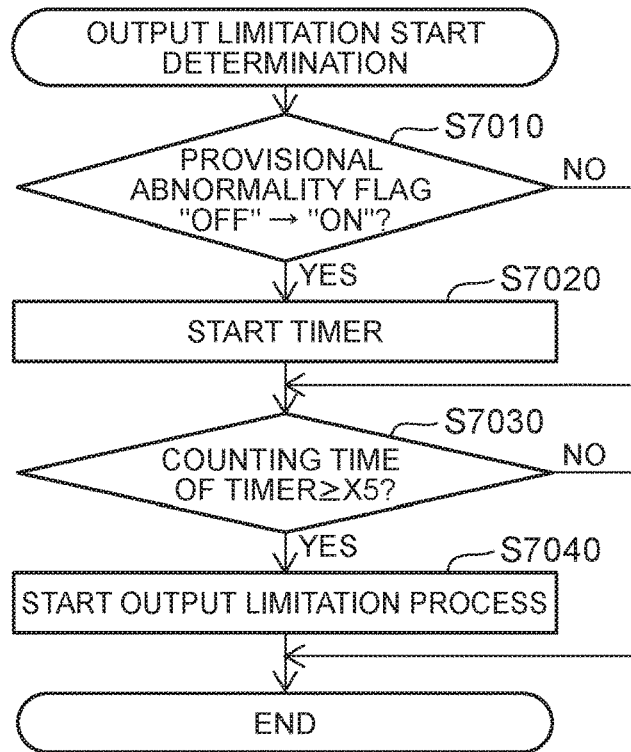 OUTPUT LIMITATION START
DETERMINATION
S7010
PROVISIONAL
ABNORMALITY FLAG
"OFF" → "ON"?
NO
YES
S7020
START TIMER
S7030
COUNTING TIME
OF TIMER≥X5?
NO
YES
S7040
START OUTPUT LIMITATION PROCESS
END